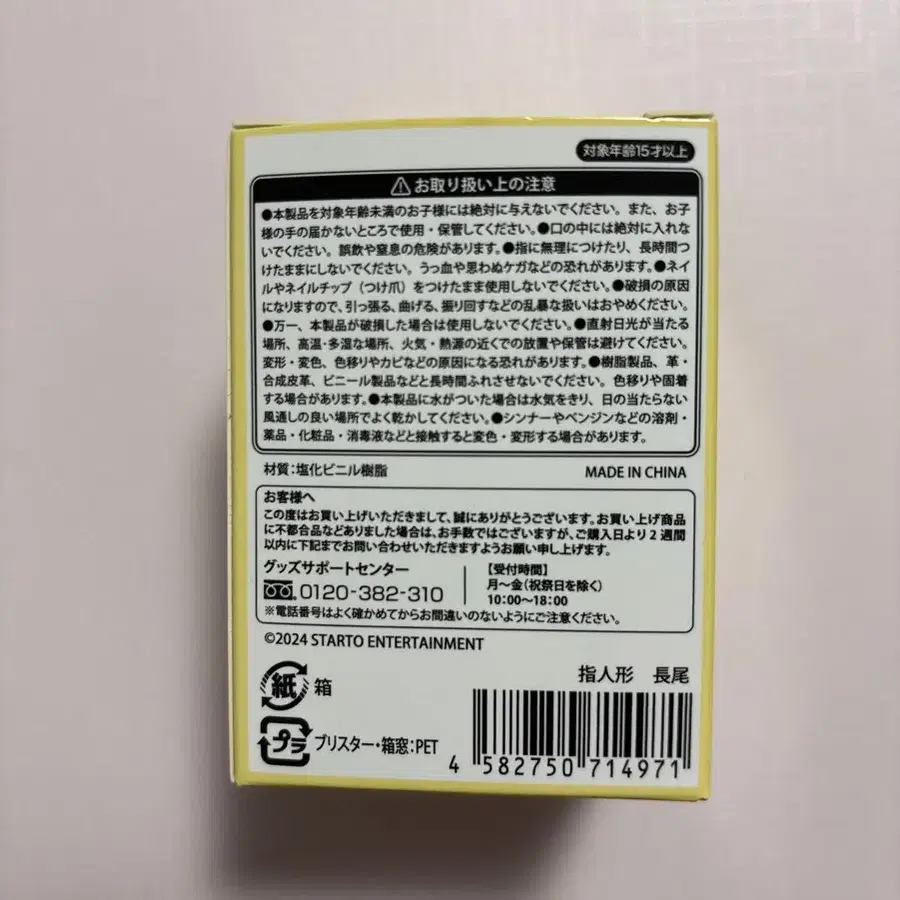 対象年齢15才以上
⚠お取り扱い上の注意
●本製品を対象年齢未満のお子様には絶対に与えないでください。また、お子
様の手の届かないところで使用・保管してください。●口の中には絶対に入れな
いでください。誤飲や窒息の危険があります。●指に無理につけたり、長時間つ
けたままにしないでください。うっ血や思わぬケガなどの恐れがあります。●ネイ
ルやネイルチップ（つけ爪）をつけたまま使用しないでください。●破損の原因
になりますので、引っ張る、曲げる、振り回すなどの乱暴な扱いはおやめください。
●万一、本製品が破損した場合は使用しないでください。●直射日光が当たる
場所、高温・多湿な場所、火気・熱源の近くでの放置や保管は避けてください。
変形・変色、色移りやカビなどの原因になる恐れがあります。●樹脂製品、革・
合成皮革、ビニール製品などと長時間ふれさせないでください。色移りや固着
する場合があります。●本製品に水がついた場合は水気をきり、日の当たらない
風通しの良い場所でよく乾かしてください。●シンナーやベンジンなどの溶剤・
薬品・化粧品・消毒液などと接触すると変色・変形する場合があります。
材質：塩化ビニル樹脂 MADE IN CHINA
お客様へ
この度はお買い上げいただきまして、誠にありがとうございます。お買い上げ商品
に不都合品などありました場合は、お手数ではございますが、ご購入日より2週間
以内に下記までお問い合わせいただきますようお願い申し上げます。
グッズサポートセンター
0120-382-310
【受付時間】
月〜金（祝祭日を除く）
10:00〜18:00
※電話番号はよく確かめてからお間違いのないようにご注意ください。
©2024 STARTO ENTERTAINMENT
指人形 長尾
紙 箱
プラ ブリスター・箱窓：PET
4 582750 714971